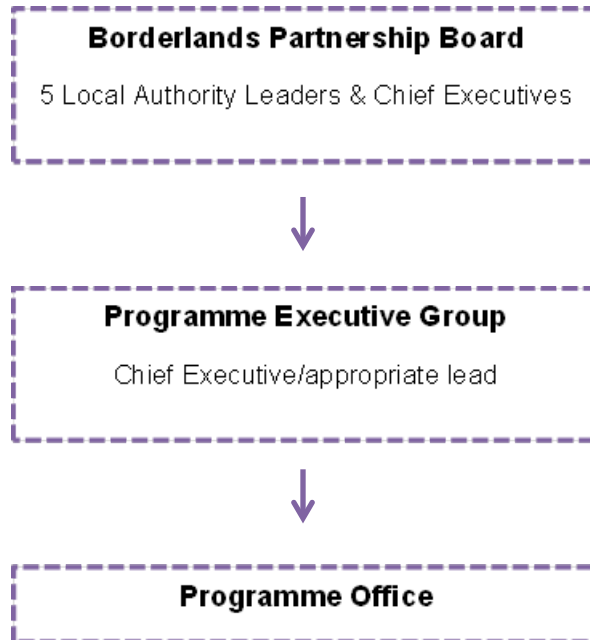 Borderlands Partnership Board
5 Local Authority Leaders & Chief Executives
Programme Executive Group
Chief Executive/appropriate lead
Programme Office